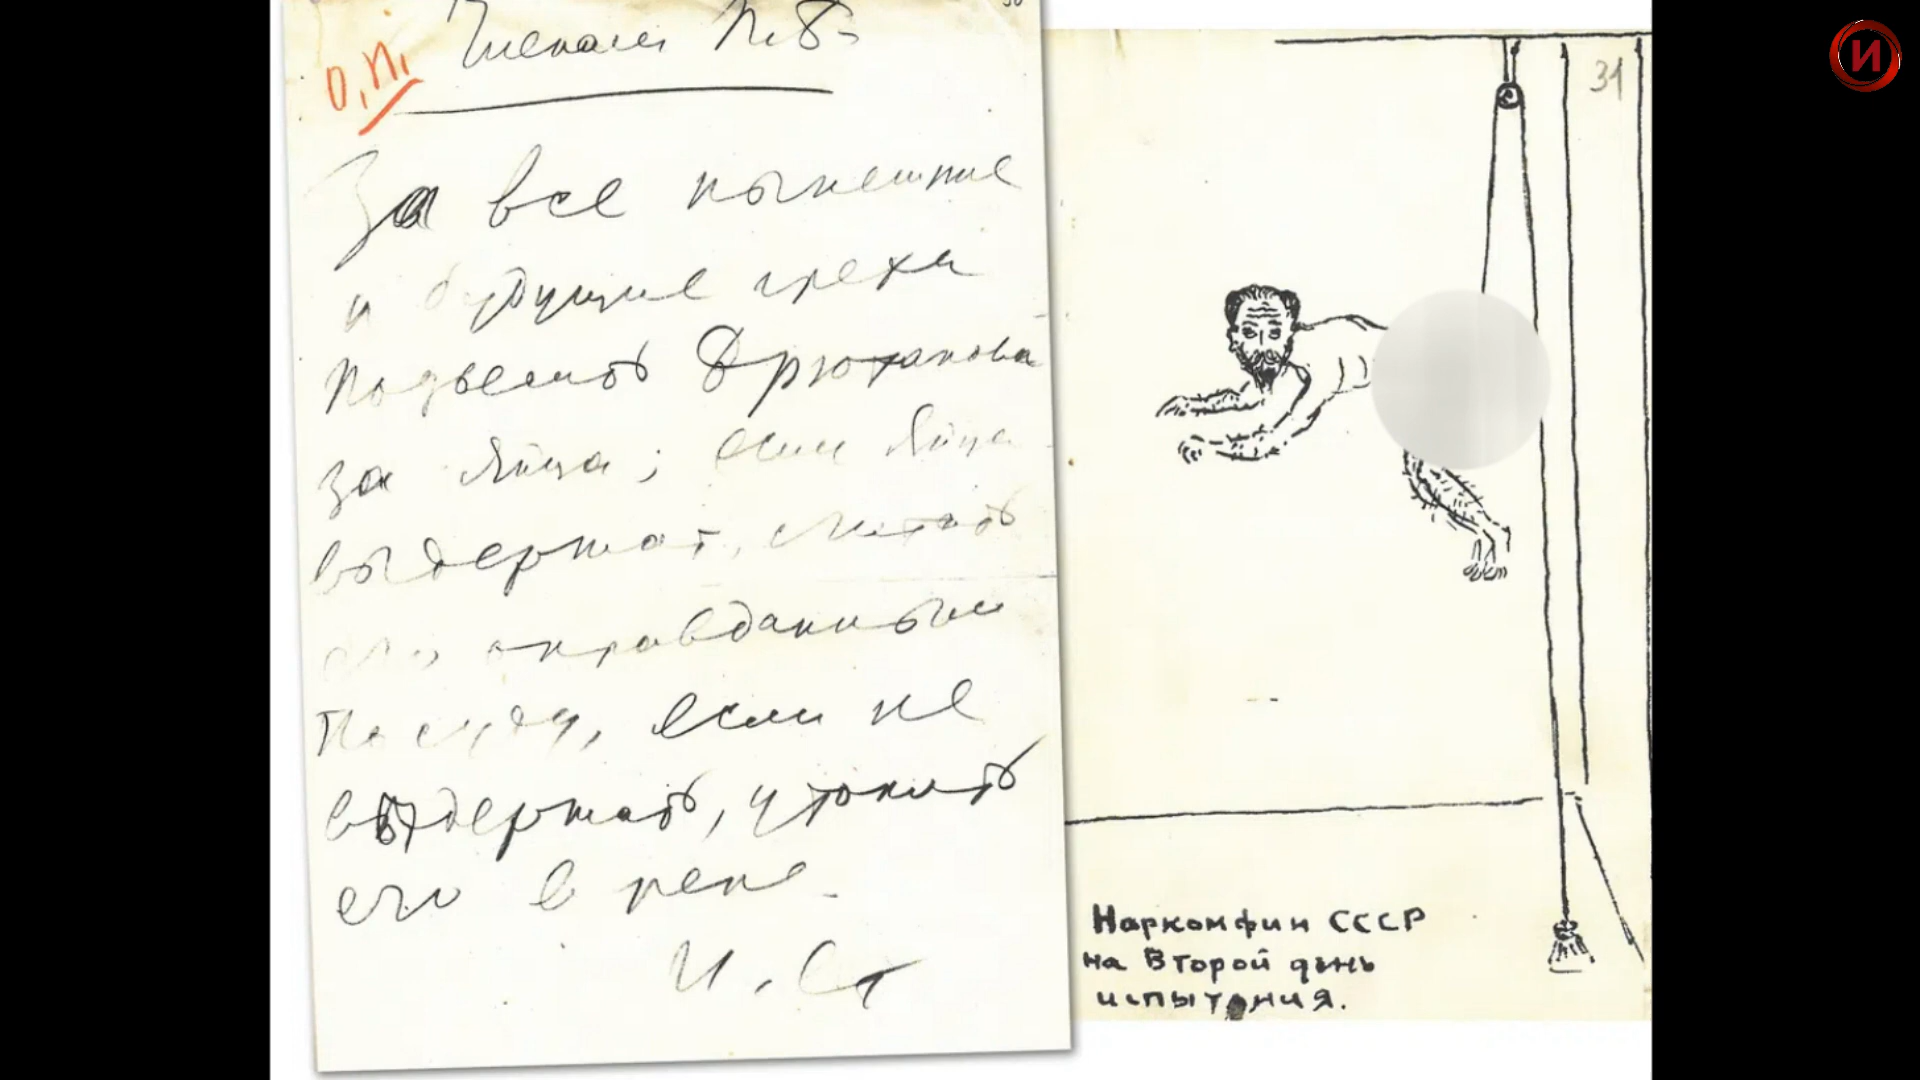 Членам П.Б.
О.П.
За все нынешние
и будущие грехи
подвесить Брюханова
за яйца; если яйца
выдержат, считать
его оправданным
по суду, если не
выдержат, утопить
его в реке.
И. Ст
31
Наркомфин СССР
на Второй день
испытания.
И